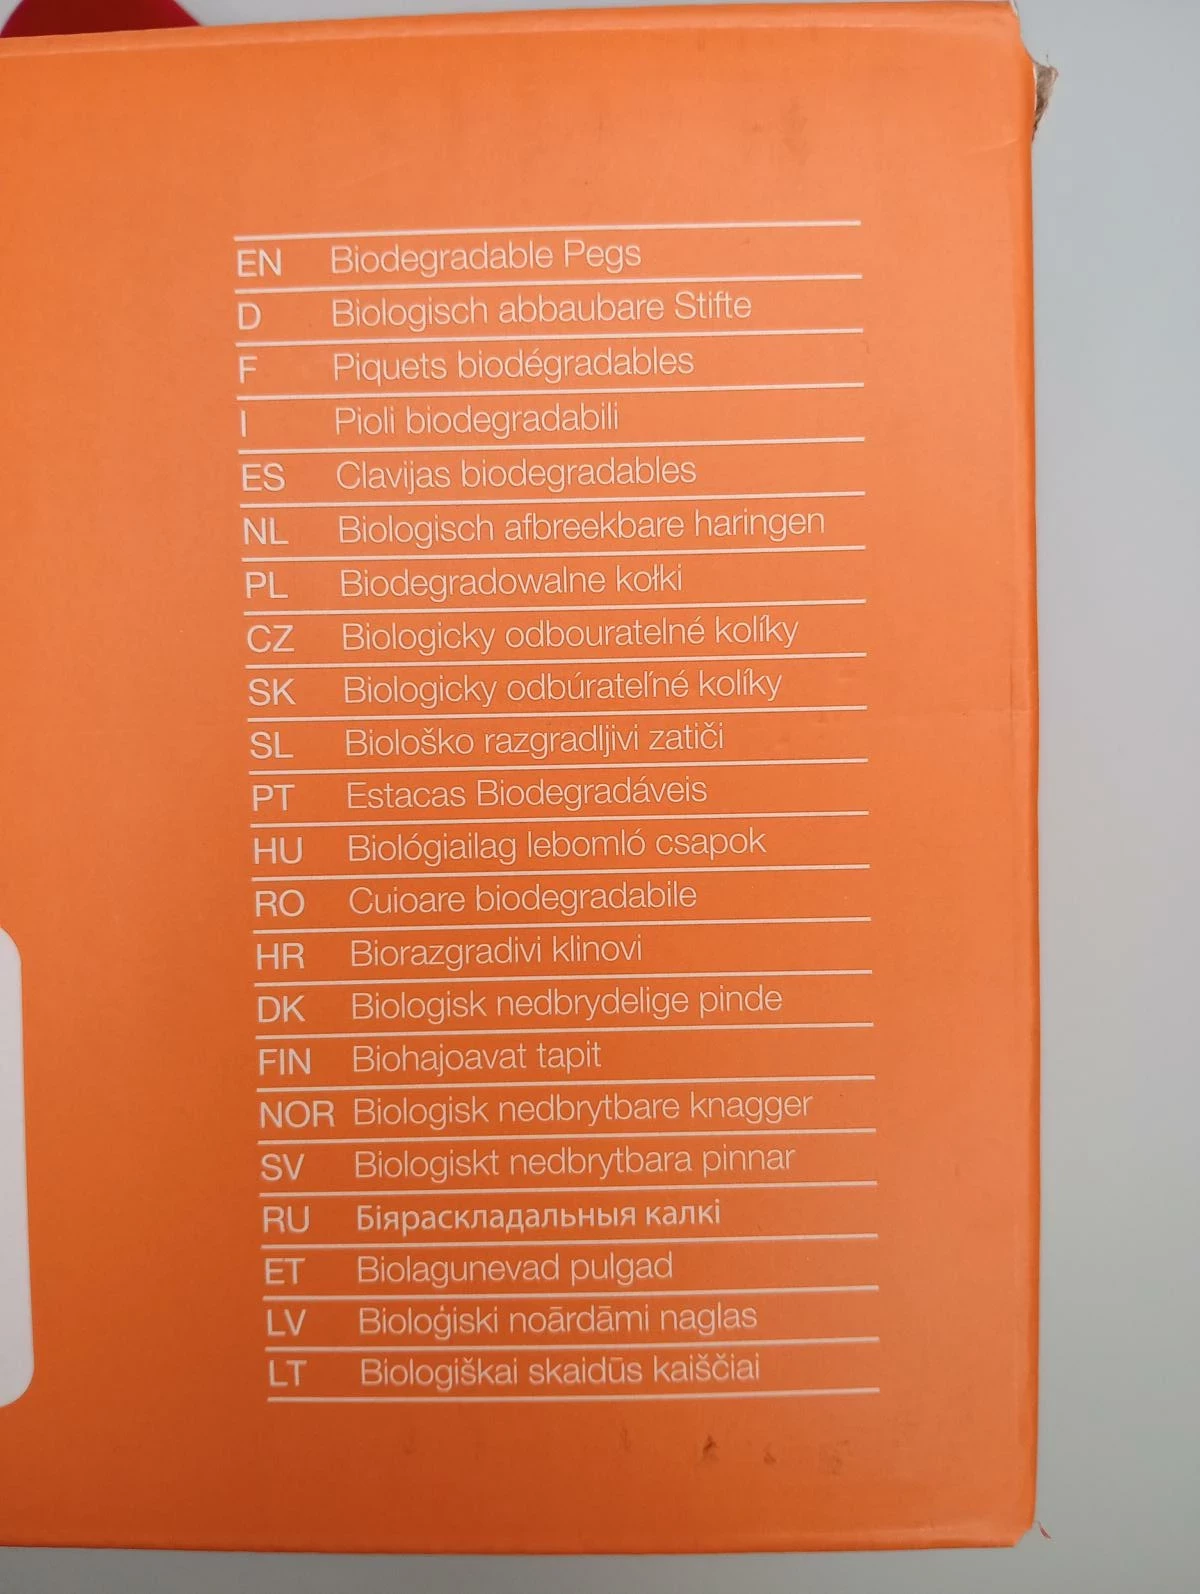 EN Biodegradable Pegs
D Biologisch abbaubare Stifte
F Piquets biodégradables
I Pioli biodegradabili
ES Clavijas biodegradables
NL Biologisch afbreekbare haringen
PL Biodegradowalne kołki
CZ Biologicky odbouratelné kolíky
SK Biologicky odbúrateľné kolíky
SL Biološko razgradljivi zatiči
PT Estacas Biodegradáveis
HU Biológiailag lebomló csapok
RO Cuioare biodegradabile
HR Biorazgradivi klinovi
DK Biologisk nedbrydelige pinde
FIN Biohajoavat tapit
NOR Biologisk nedbrytbare knagger
SV Biologiskt nedbrytbara pinnar
RU Біяраскладальныя калкі
ET Biolagunevad pulgad
LV Bioloģiski noārdāmi naglas
LT Biologiškai skaidūs kaiščiai